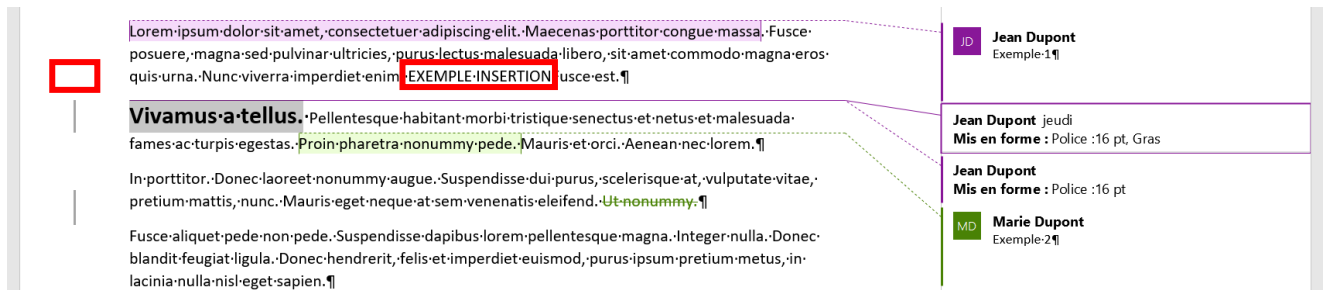 Lorem·ipsum·dolor·sit·amet,·consectetuer·adipiscing·elit.·Maecenas·porttitor·congue·massa.·Fusce·
posuere,·magna·sed·pulvinar·ultricies,·purus·lectus·malesuada·libero,·sit·amet·commodo·magna·eros·
quis·urna.·Nunc·viverra·imperdiet·enim.·EXEMPLE·INSERTION·Fusce·est.¶
Vivamus·a·tellus.·Pellentesque·habitant·morbi·tristique·senectus·et·netus·et·malesuada·
fames·ac·turpis·egestas.·Proin·pharetra·nonummy·pede.·Mauris·et·orci.·Aenean·nec·lorem.¶
In·porttitor.·Donec·laoreet·nonummy·augue.·Suspendisse·dui·purus,·scelerisque·at,·vulputate·vitae,·
pretium·mattis,·nunc.·Mauris·eget·neque·at·sem·venenatis·eleifend.·Ut·nonummy.¶
Fusce·aliquet·pede·non·pede.·Suspendisse·dapibus·lorem·pellentesque·magna.·Integer·nulla.·Donec·
blandit·feugiat·ligula.·Donec·hendrerit,·felis·et·imperdiet·euismod,·purus·ipsum·pretium·metus,·in·
lacinia·nulla·nisl·eget·sapien.¶
JD Jean Dupont
Exemple·1¶
Jean Dupont jeudi
Mis en forme : Police :16 pt, Gras
Jean Dupont
Mis en forme : Police :16 pt
MD Marie Dupont
Exemple·2¶